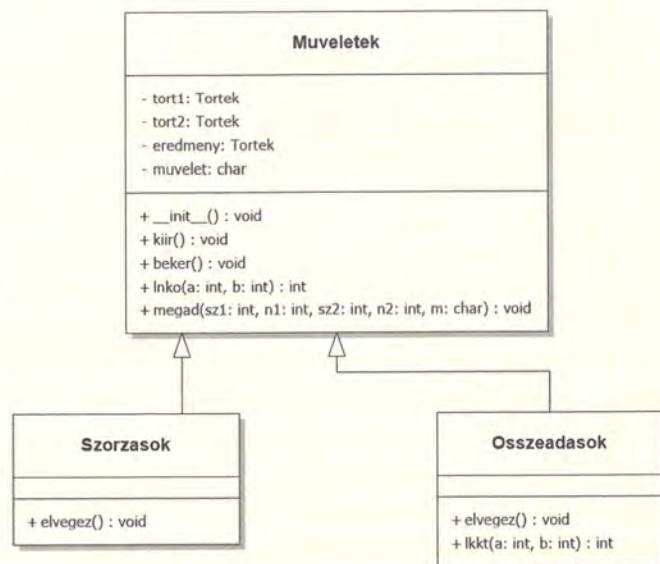 Muveletek
- tort1: Tortek
- tort2: Tortek
- eredmeny: Tortek
- muvelet: char
+ __init__() : void
+ kiir() : void
+ beker() : void
+ lnko(a: int, b: int) : int
+ megad(sz1: int, n1: int, sz2: int, n2: int, m: char) : void
Szorzasok
+ elvegez() : void
Osszeadasok
+ elvegez() : void
+ lkkt(a: int, b: int) : int